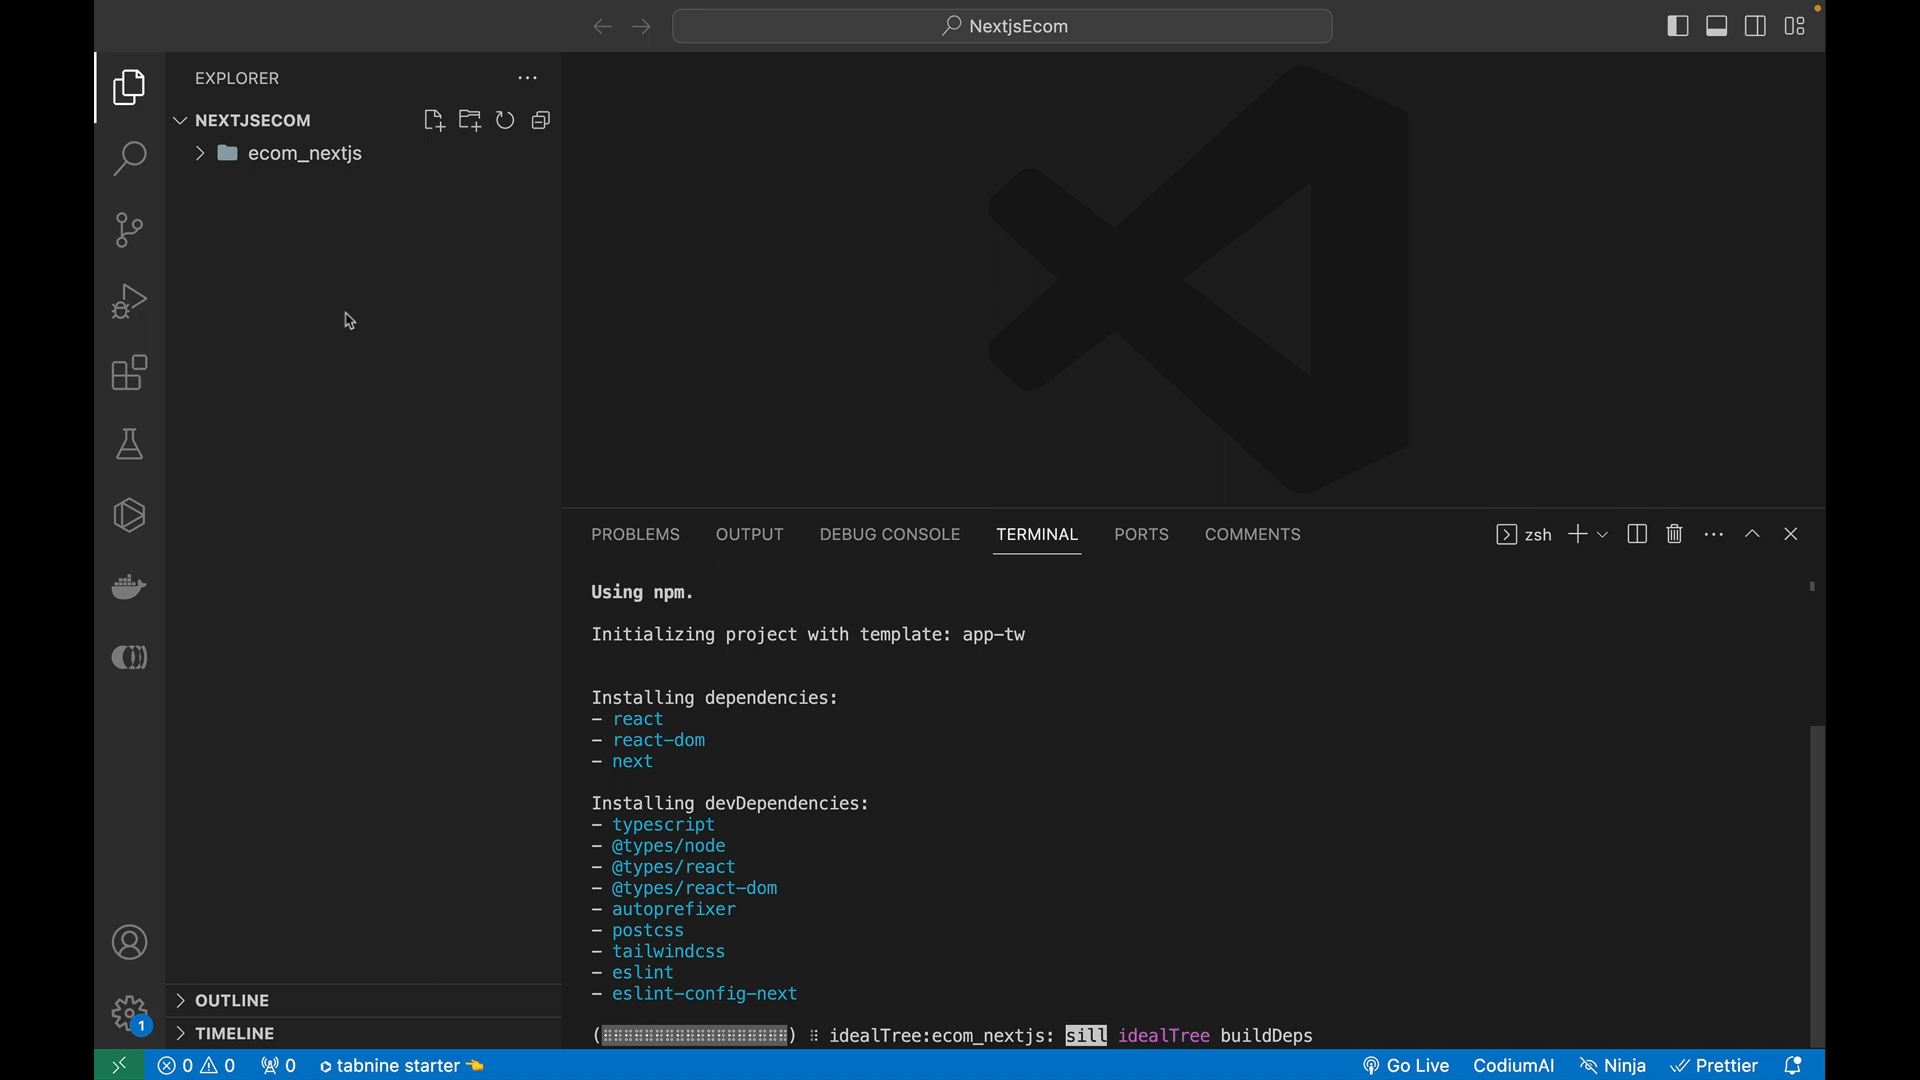 NextjsEcom
EXPLORER
NEXTJSECOM
ecom_nextjs
PROBLEMS
OUTPUT
DEBUG CONSOLE
TERMINAL
PORTS
COMMENTS
zsh
Using npm.
Initializing project with template: app-tw
Installing dependencies:
- react
- react-dom
- next
Installing devDependencies:
- typescript
- @types/node
- @types/react
- @types/react-dom
- autoprefixer
- postcss
- tailwindcss
- eslint
- eslint-config-next
() ⠿ idealTree:ecom_nextjs: sill idealTree buildDeps
OUTLINE
TIMELINE
1
0 0 0 tabnine starter 👈
Go Live CodiumAI Ninja Prettier